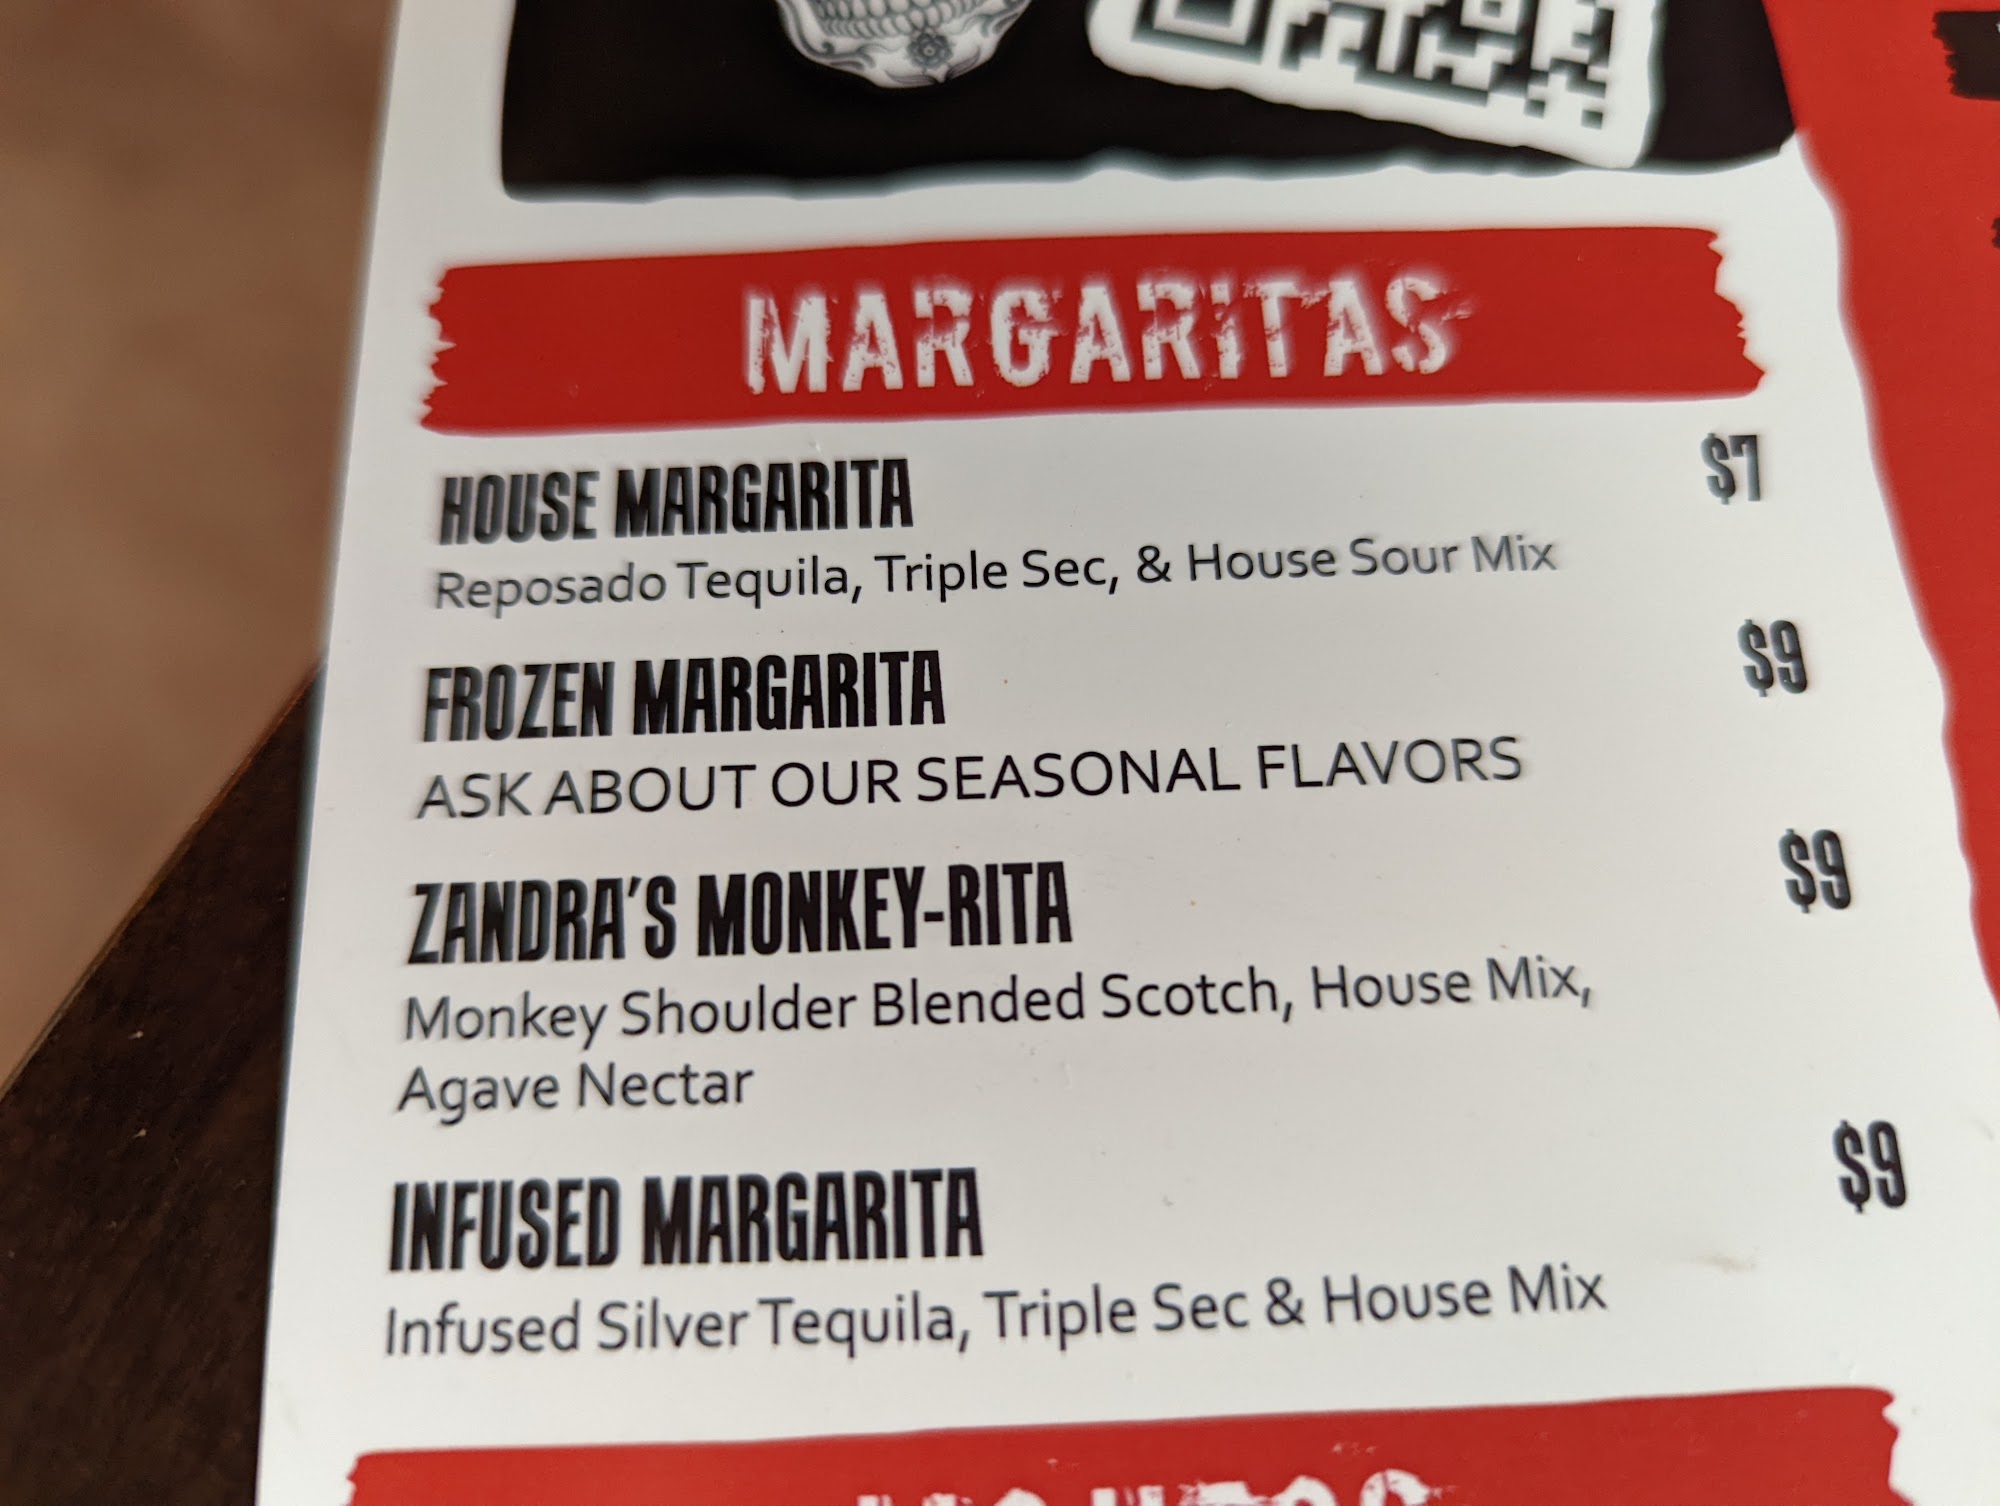 MARGARITAS
HOUSE MARGARITA $7
Reposado Tequila, Triple Sec, & House Sour Mix
FROZEN MARGARITA $9
ASK ABOUT OUR SEASONAL FLAVORS
ZANDRA'S MONKEY-RITA $9
Monkey Shoulder Blended Scotch, House Mix,
Agave Nectar
INFUSED MARGARITA $9
Infused Silver Tequila, Triple Sec & House Mix